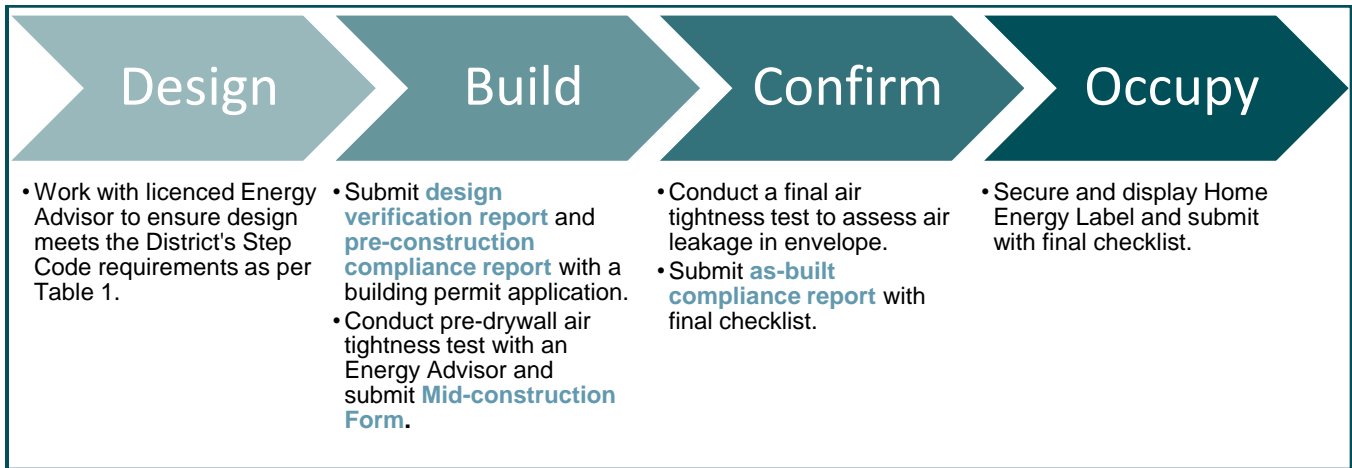 Design
Build
Confirm
Occupy
• Work with licenced Energy
Advisor to ensure design
meets the District's Step
Code requirements as per
Table 1.
• Submit design
verification report and
pre-construction
compliance report with a
building permit application.
• Conduct pre-drywall air
tightness test with an
Energy Advisor and
submit Mid-construction
Form.
• Conduct a final air
tightness test to assess air
leakage in envelope.
• Submit as-built
compliance report with
final checklist.
• Secure and display Home
Energy Label and submit
with final checklist.